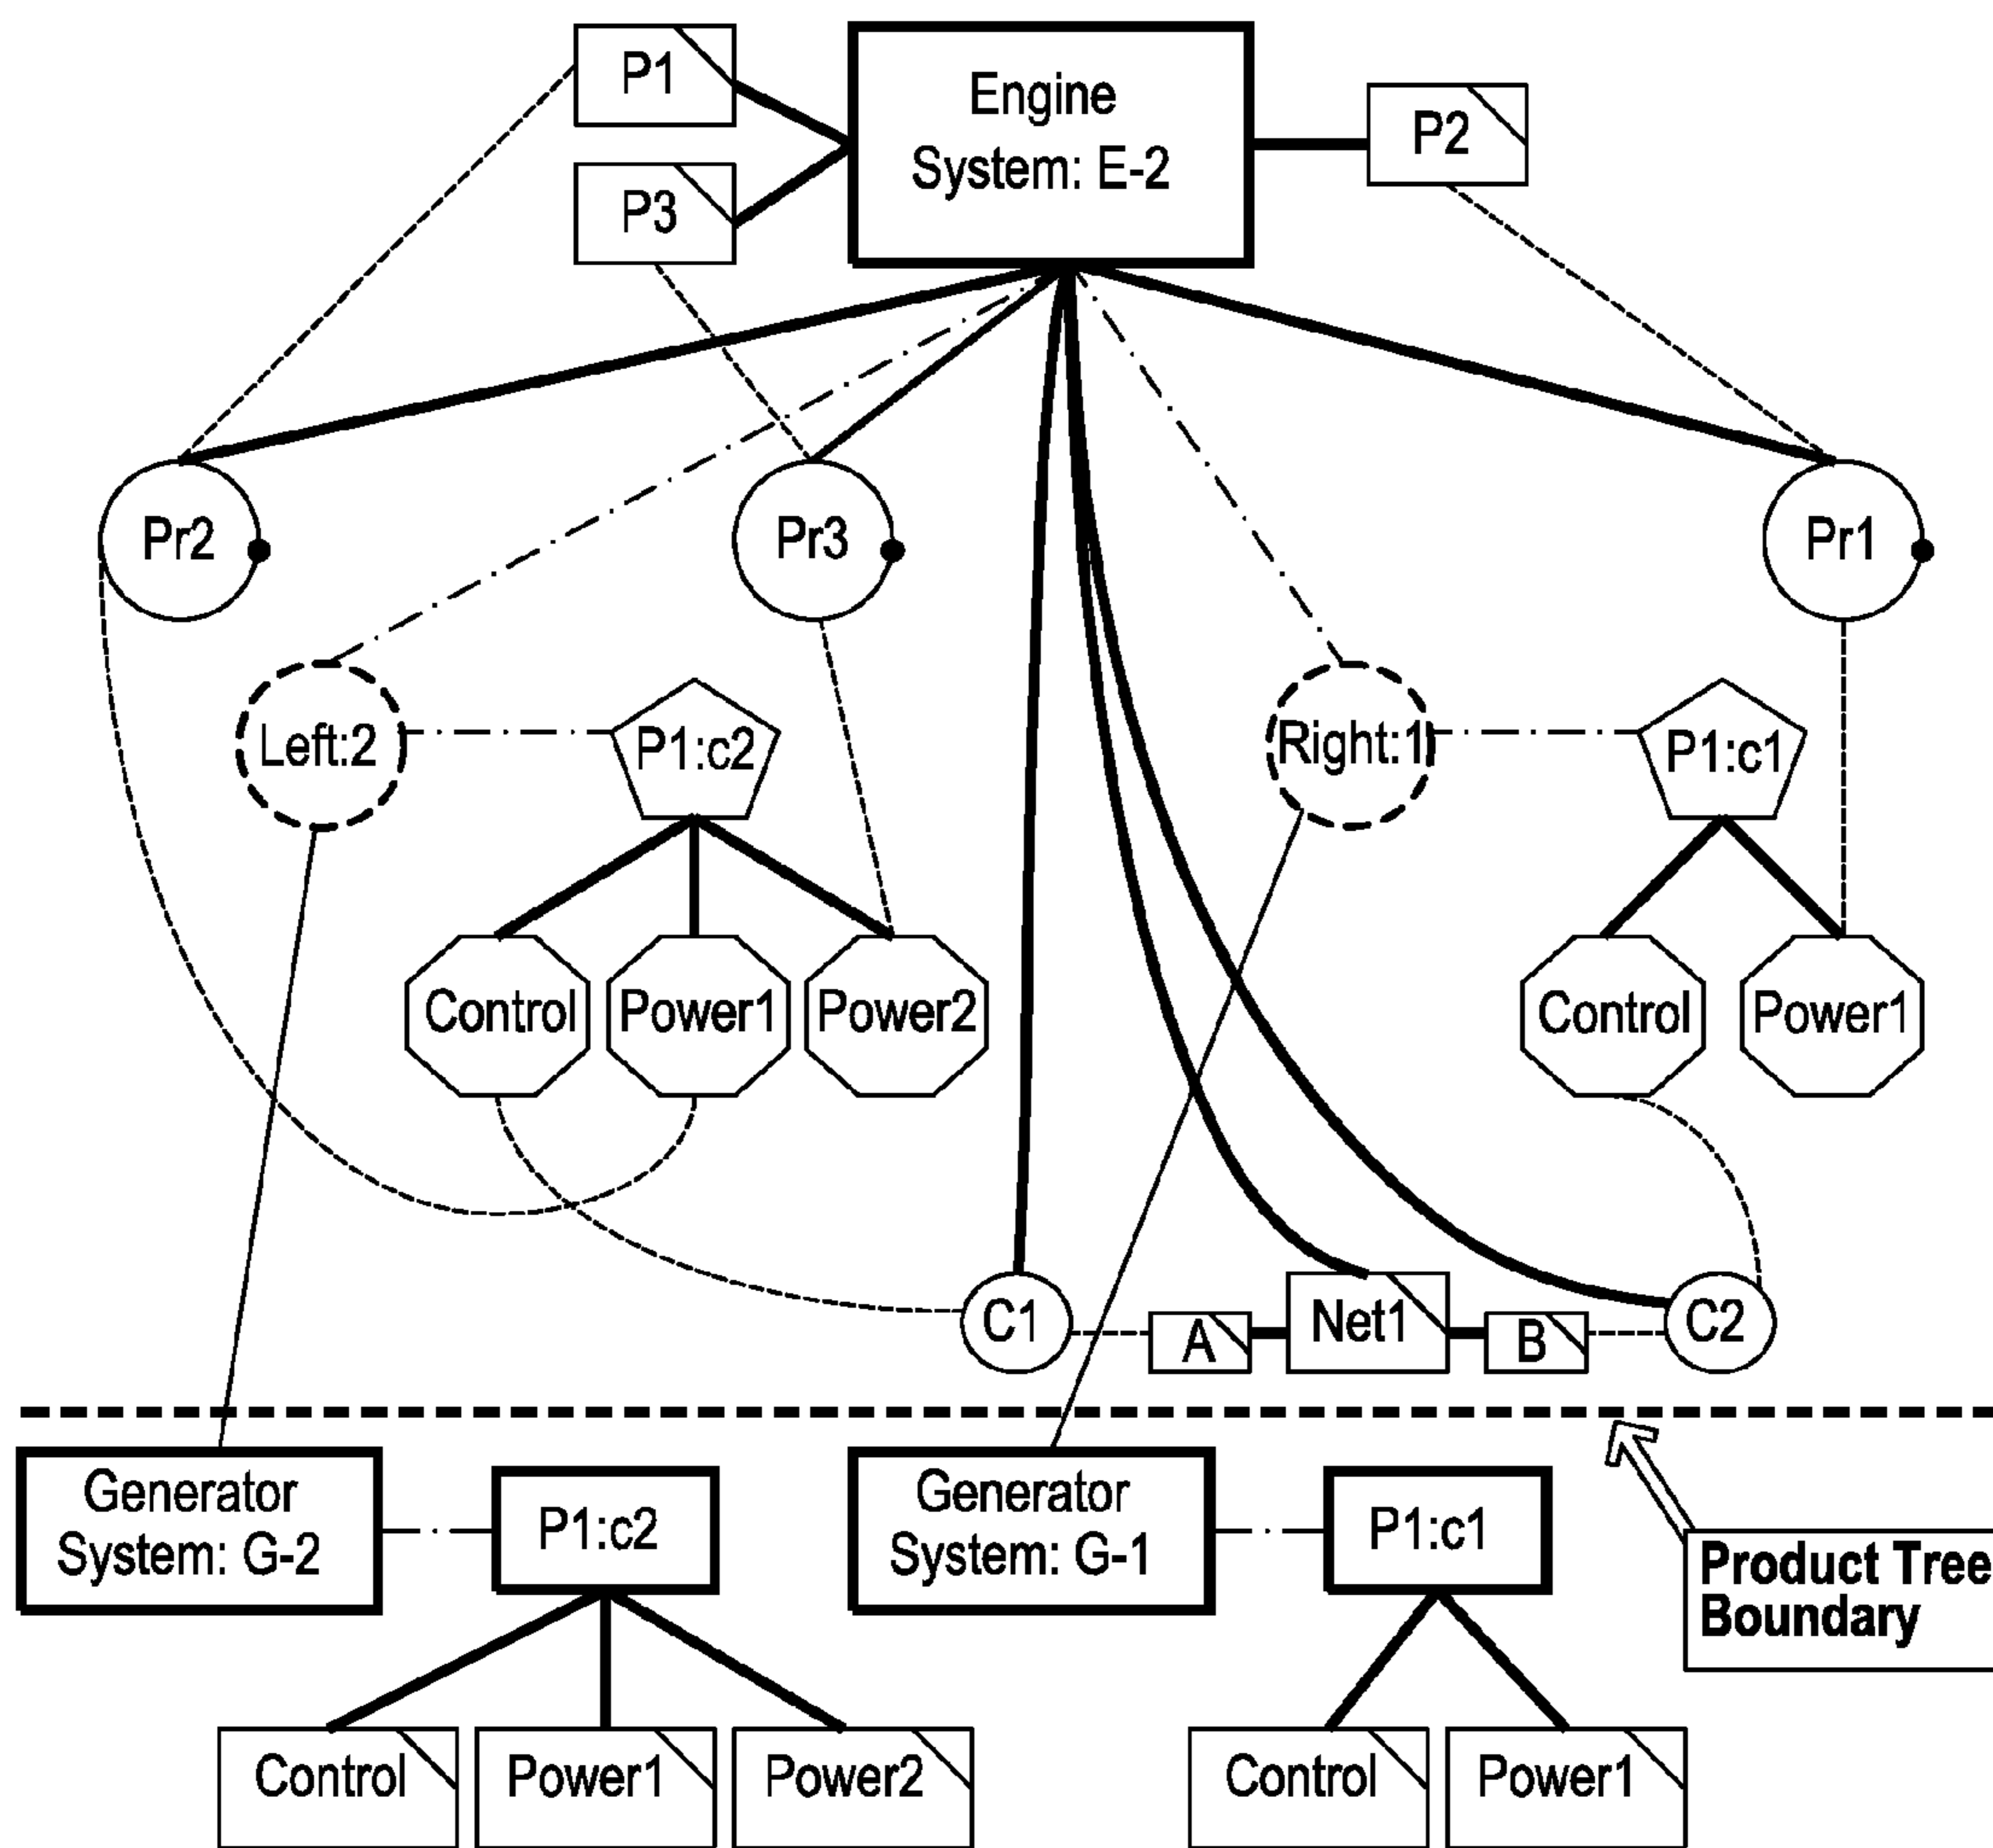 P1
Engine
System: E-2
P2
P3
Pr2
Pr3
Pr1
Left:2
P1:c2
Right:1
P1:c1
Control
Power1
Power2
Control
Power1
C1
A
Net1
B
C2
Generator
System: G-2
P1:c2
Generator
System: G-1
P1:c1
Product Tree
Boundary
Control
Power1
Power2
Control
Power1